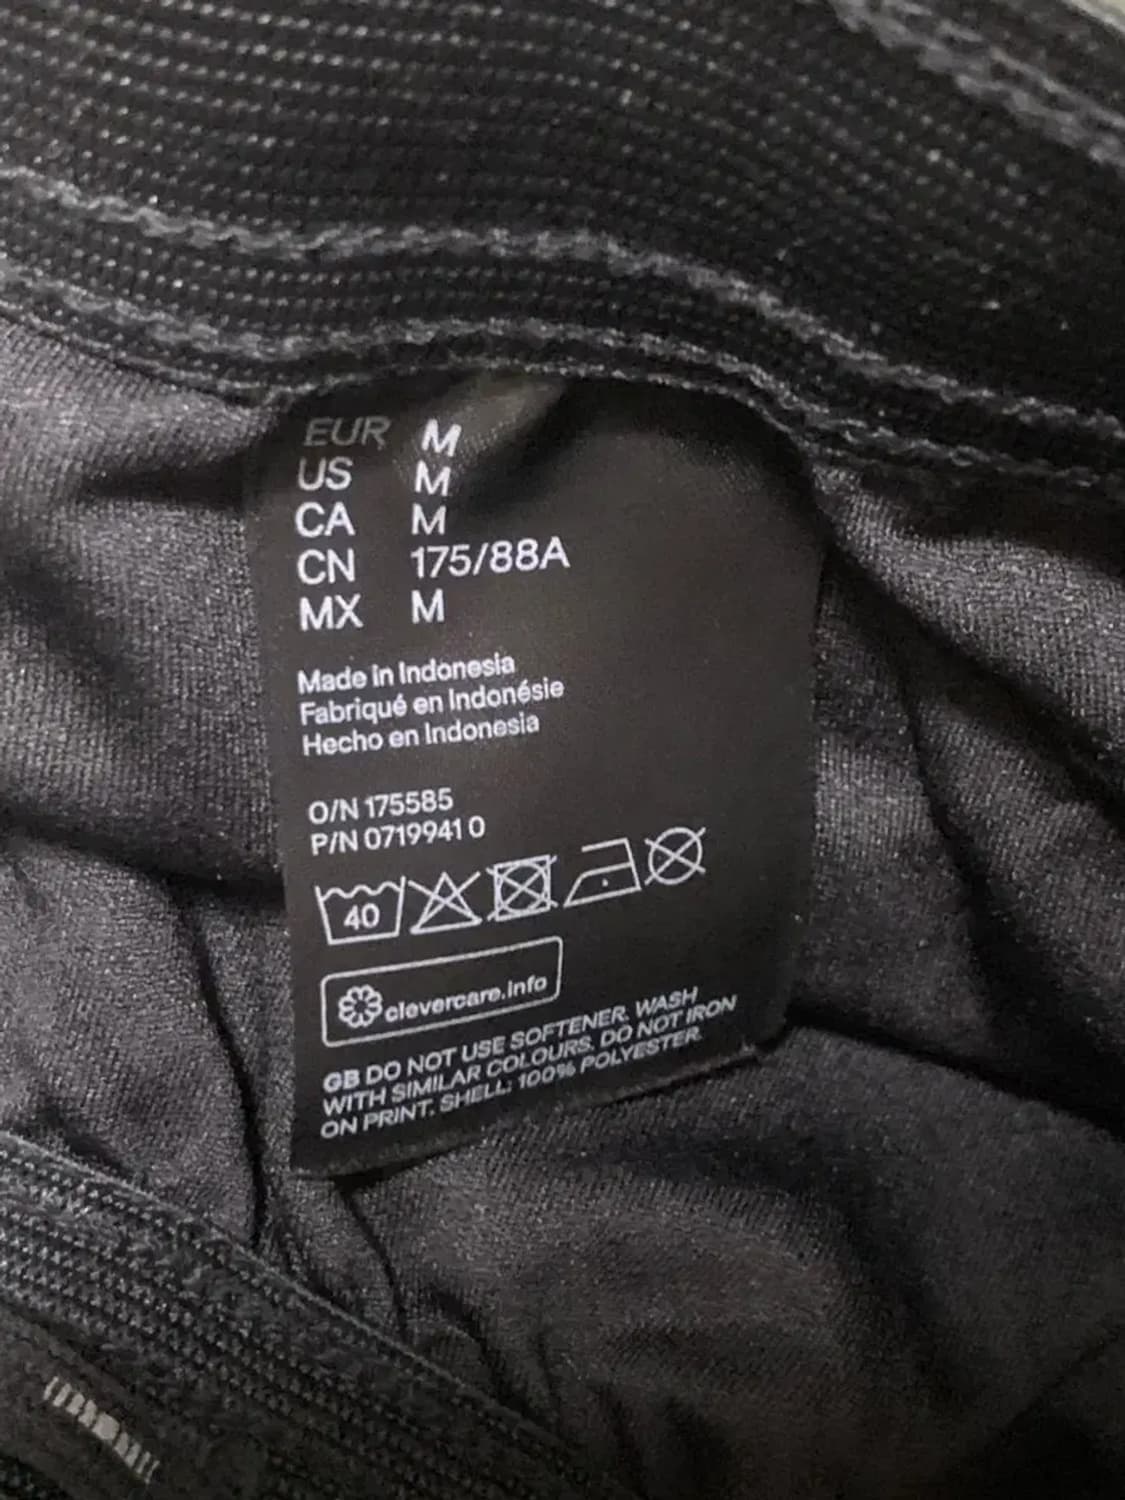 EUR M
US M
CA M
CN 175/88A
MX M
Made in Indonesia
Fabriqué en Indonésie
Hecho en Indonesia
O/N 175585
P/N 0719941 0
40
clevercare.info
GB DO NOT USE SOFTENER. WASH
WITH SIMILAR COLOURS. DO NOT IRON
ON PRINT. SHELL: 100% POLYESTER.